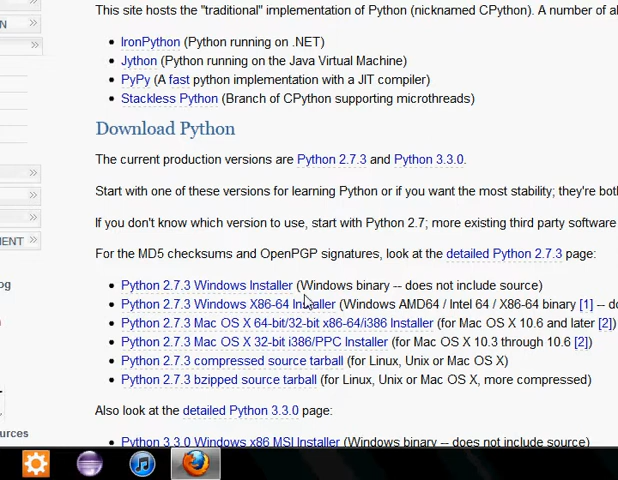 This site hosts the "traditional" implementation of Python (nicknamed CPython). A number of al
IronPython (Python running on .NET)
Jython (Python running on the Java Virtual Machine)
PyPy (A fast python implementation with a JIT compiler)
Stackless Python (Branch of CPython supporting microthreads)
Download Python
The current production versions are Python 2.7.3 and Python 3.3.0.
Start with one of these versions for learning Python or if you want the most stability; they're both
If you don't know which version to use, start with Python 2.7; more existing third party software
MENT »
For the MD5 checksums and OpenPGP signatures, look at the detailed Python 2.7.3 page:
og
Python 2.7.3 Windows Installer (Windows binary -- does not include source)
Python 2.7.3 Windows X86-64 Installer (Windows AMD64 / Intel 64 / X86-64 binary [1] -- do
Python 2.7.3 Mac OS X 64-bit/32-bit x86-64/i386 Installer (for Mac OS X 10.6 and later [2])
Python 2.7.3 Mac OS X 32-bit i386/PPC Installer (for Mac OS X 10.3 through 10.6 [2])
Python 2.7.3 compressed source tarball (for Linux, Unix or Mac OS X)
Python 2.7.3 bzipped source tarball (for Linux, Unix or Mac OS X, more compressed)
Also look at the detailed Python 3.3.0 page:
urces
Python 3.3.0 Windows x86 MSI Installer (Windows binary -- does not include source)